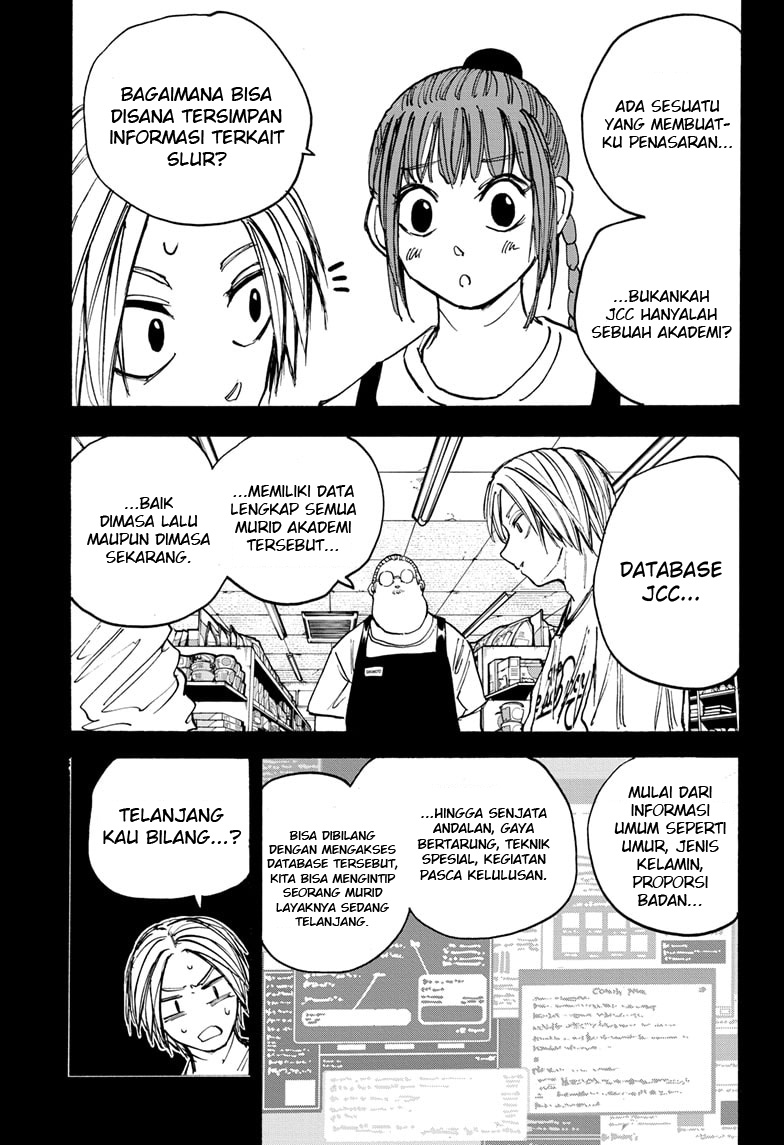 ADA SESUATU
YANG MEMBUAT-
KU PENASARAN...
...BUKANKAH
JCC HANYALAH
SEBUAH AKADEMI?
BAGAIMANA BISA
DISANA TERSIMPAN
INFORMASI TERKAIT
SLUR?
DATABASE
JCC...
...MEMILIKI DATA
LENGKAP SEMUA
MURID AKADEMI
TERSEBUT...
...BAIK
DIMASA LALU
MAUPUN DIMASA
SEKARANG.
MULAI DARI
INFORMASI
UMUM SEPERTI
UMUR, JENIS
KELAMIN,
PROPORSI
BADAN...
...HINGGA SENJATA
ANDALAN, GAYA
BERTARUNG, TEKNIK
SPESIAL, KEGIATAN
PASCA KELULUSAN.
BISA DIBILANG
DENGAN MENGAKSES
DATABASE TERSEBUT,
KITA BISA MENGINTIP
SEORANG MURID
LAYAKNYA SEDANG
TELANJANG.
TELANJANG
KAU BILANG...?